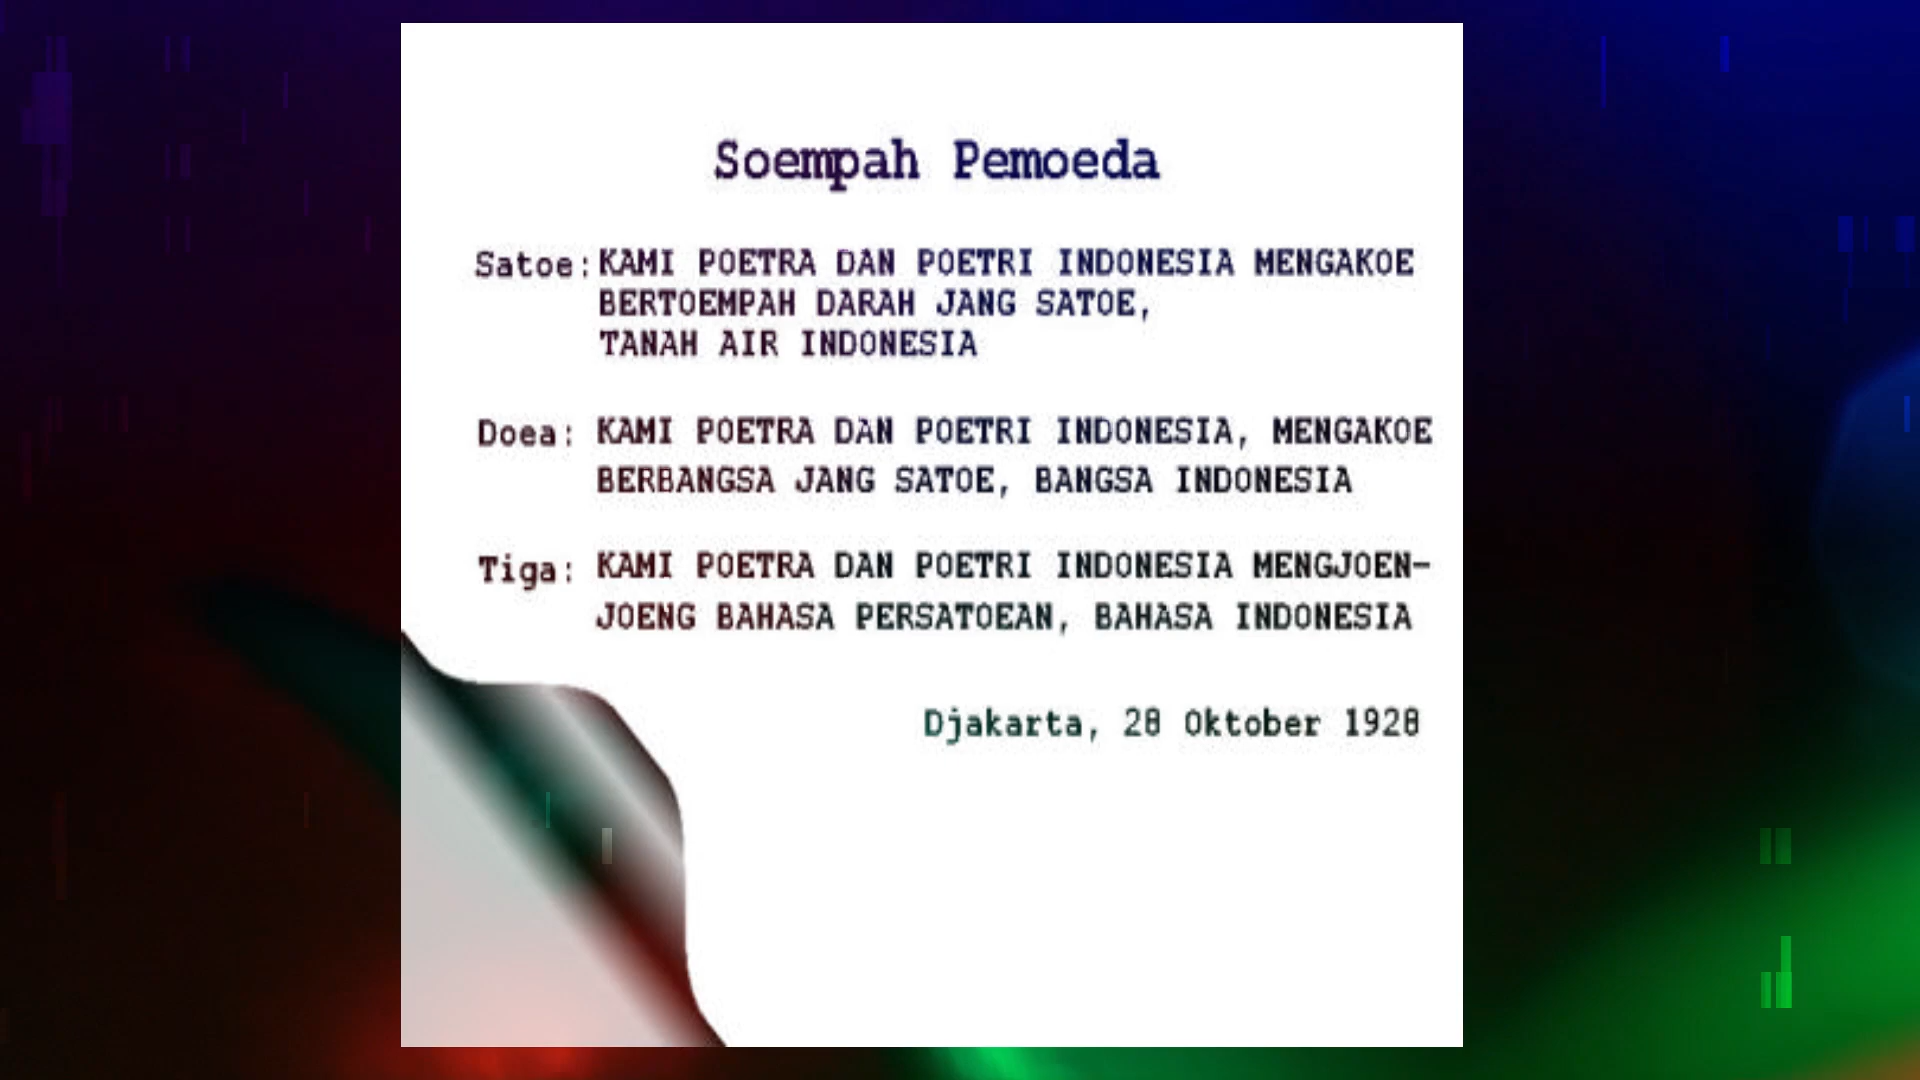 Soempah Pemoeda
Satoe: KAMI POETRA DAN POETRI INDONESIA MENGAKOE
BERTOEMPAH DARAH JANG SATOE,
TANAH AIR INDONESIA
Doea: KAMI POETRA DAN POETRI INDONESIA, MENGAKOE
BERBANGSA JANG SATOE, BANGSA INDONESIA
Tiga: KAMI POETRA DAN POETRI INDONESIA MENGJOEN-
JOENG BAHASA PERSATOEAN, BAHASA INDONESIA
Djakarta, 28 Oktober 1928